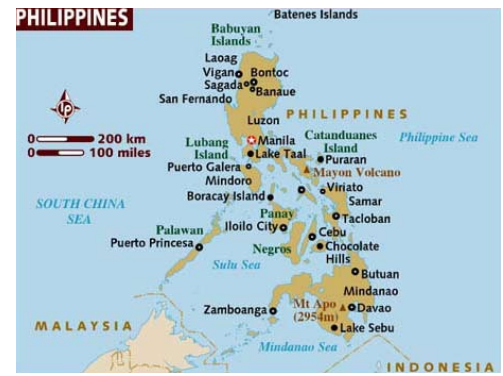 PHILIPPINES
Batenes Islands
Babuyan
Islands
Laoag
Vigan
Bontoc
Sagada
Banaue
San Fernando
Luzon
PHILIPPINES
lp
0 200 km
0 100 miles
Manila
Catanduanes
Island
Philippine Sea
Lubang
Island
Lake Taal
Puraran
Puerto Galera
Mayon Volcano
Mindoro
Viriato
SOUTH CHINA
SEA
Boracay Island
Samar
Panay
Tacloban
Palawan
Iloilo City
Cebu
Puerto Princesa
Negros
Chocolate
Hills
Sulu Sea
Butuan
Mindanao
Zamboanga
Mt Apo
(2954m)
Davao
MALAYSIA
Lake Sebu
Mindanao Sea
INDONESIA